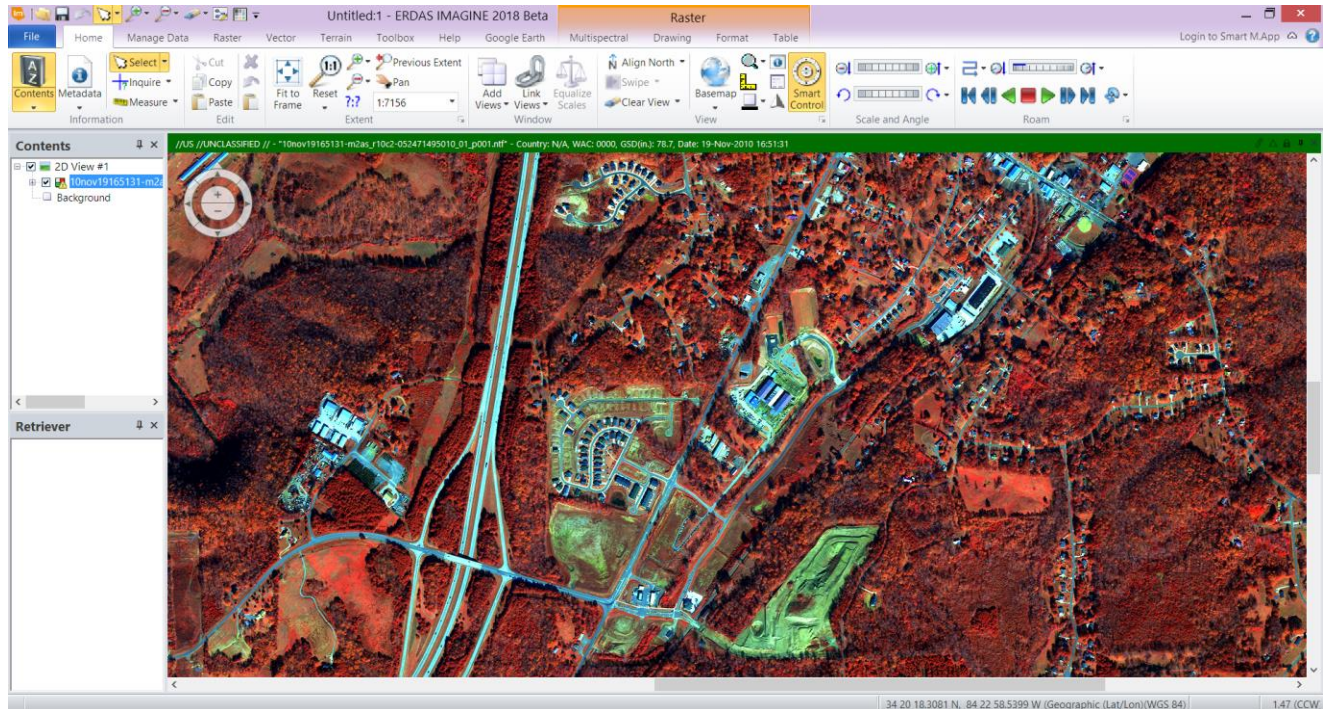 Untitled:1 - ERDAS IMAGINE 2018 Beta
Raster
File Home Manage Data Raster Vector Terrain Toolbox Help Google Earth Multispectral Drawing Format Table
Login to Smart M.App
Contents
Metadata
Select
Inquire
Measure
Information
Cut
Copy
Paste
Edit
Fit to Frame
1:1
Reset
?:?
Previous Extent
Pan
1:7156
Extent
Add Views
Link Views
Equalize Scales
Window
Align North
Swipe
Clear View
Basemap
View
Smart Control
Scale and Angle
Roam
Contents
//US //UNCLASSIFIED // - "10nov19165131-m2as_r10c2-052471495010_01_p001.ntf" - Country: N/A, WAC: 0000, GSD(in.): 78.7, Date: 19-Nov-2010 16:51:31
2D View #1
10nov19165131-m2a
Background
Retriever
34 20 18.3081 N, 84 22 58.5399 W (Geographic (Lat/Lon)(WGS 84)
1.47 (CCW